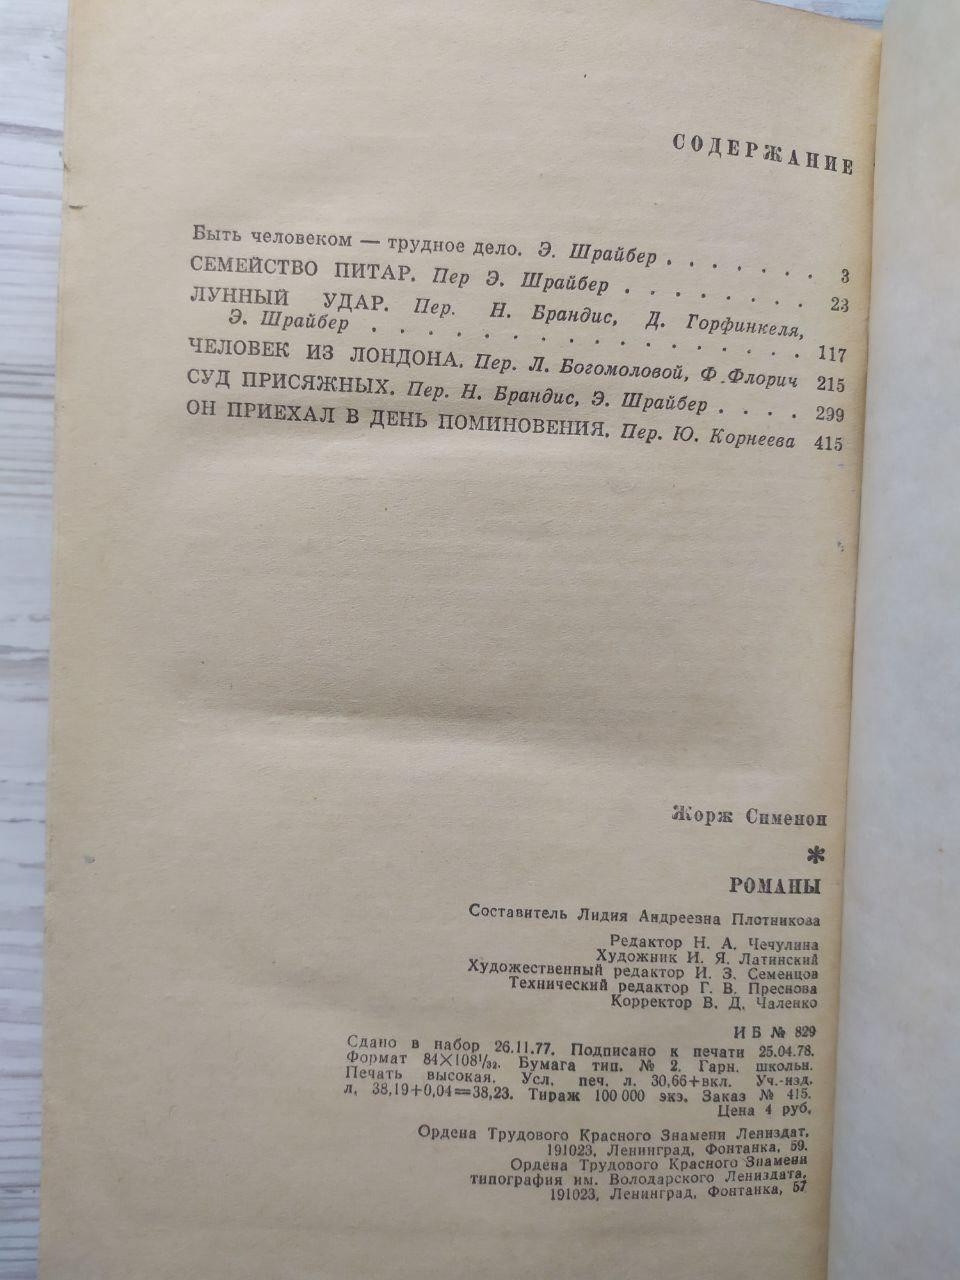 СОДЕРЖАНИЕ
Быть человеком — трудное дело. Э. Шрайбер . . . . . . . 3
СЕМЕЙСТВО ПИТАР. Пер Э. Шрайбер . . . . . . . . 23
ЛУННЫЙ УДАР. Пер. Н. Брандис, Д. Горфинкеля,
Э. Шрайбер . . . . . . . . . . . . . . . . 117
ЧЕЛОВЕК ИЗ ЛОНДОНА. Пер. Л. Богомоловой, Ф. Флорич 215
СУД ПРИСЯЖНЫХ. Пер. Н. Брандис, Э. Шрайбер . . . . 299
ОН ПРИЕХАЛ В ДЕНЬ ПОМИНОВЕНИЯ. Пер. Ю. Корнеева 415
Жорж Сименон
*
РОМАНЫ
Составитель Лидия Андреевна Плотникова
Редактор Н. А. Чечулина
Художник И. Я. Латинский
Художественный редактор И. З. Семенцов
Технический редактор Г. В. Преснова
Корректор В. Д. Чаленко
ИБ № 829
Сдано в набор 26.11.77. Подписано к печати 25.04.78.
Формат 84×108¹/₃₂. Бумага тип. № 2. Гарн. школьн.
Печать высокая. Усл. печ. л. 30,66+вкл. Уч.-изд.
л. 38,19+0,04=38,23. Тираж 100 000 экз. Заказ № 415.
Цена 4 руб.
Ордена Трудового Красного Знамени Лениздат,
191023, Ленинград, Фонтанка, 59.
Ордена Трудового Красного Знамени
типография им. Володарского Лениздата,
191023, Ленинград, Фонтанка, 57